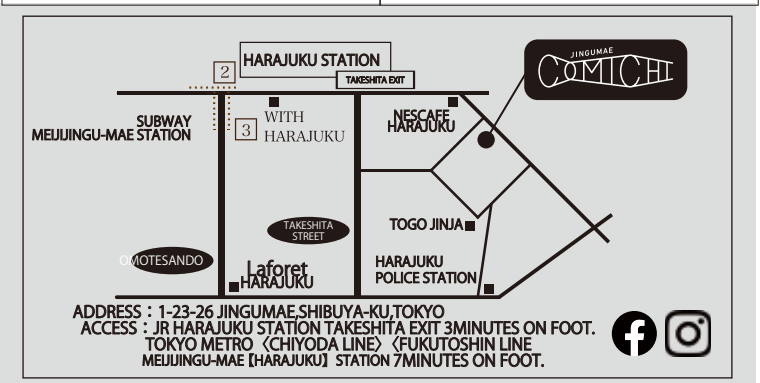 HARAJUKU STATION
TAKESHITA EXIT
2
3
SUBWAY
MEIJIJINGU-MAE STATION
WITH
HARAJUKU
NESCAFE
HARAJUKU
JINGUMAE
COMICHI
TAKESHITA
STREET
TOGO JINJA
OMOTESANDO
Laforet
HARAJUKU
HARAJUKU
POLICE STATION
ADDRESS：1-23-26 JINGUMAE,SHIBUYA-KU,TOKYO
ACCESS：JR HARAJUKU STATION TAKESHITA EXIT 3MINUTES ON FOOT.
TOKYO METRO〈CHIYODA LINE〉〈FUKUTOSHIN LINE
MEIJIJINGU-MAE【HARAJUKU】STATION 7MINUTES ON FOOT.